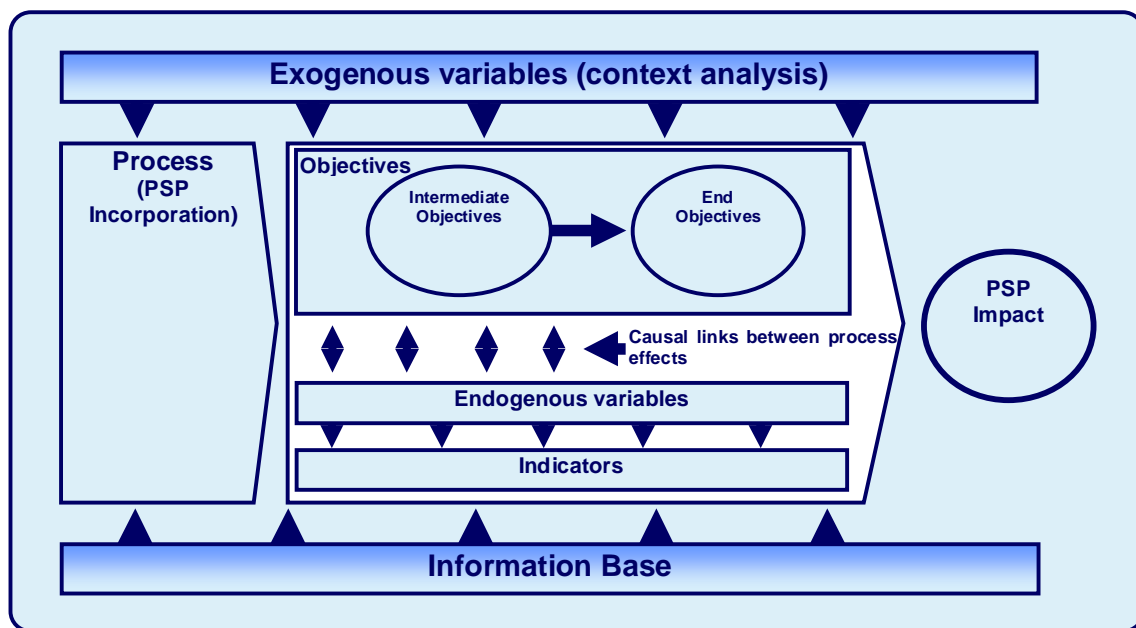 Exogenous variables (context analysis)
Process
(PSP
Incorporation)
Objectives
Intermediate
Objectives
End
Objectives
PSP
Impact
Causal links between process
effects
Endogenous variables
Indicators
Information Base